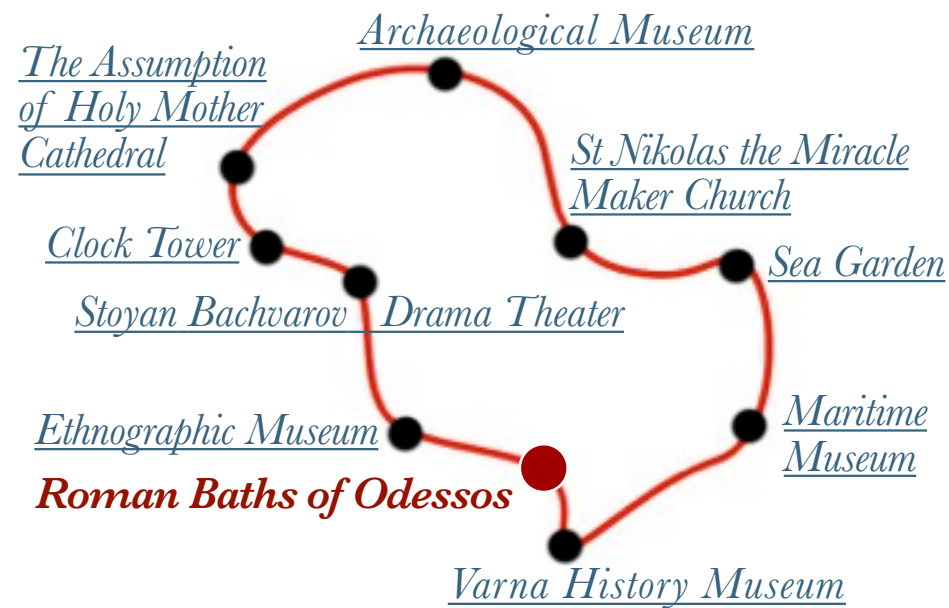 Archaeological Museum
The Assumption
of Holy Mother
Cathedral
St Nikolas the Miracle
Maker Church
Clock Tower
Sea Garden
Stoyan Bachvarov Drama Theater
Maritime
Museum
Ethnographic Museum
Roman Baths of Odessos
Varna History Museum